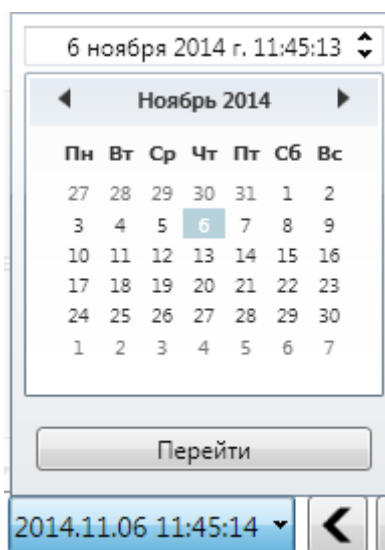 6 ноября 2014 г. 11:45:13
Ноябрь 2014
Пн Вт Ср Чт Пт Сб Вс
27 28 29 30 31 1 2
3 4 5 6 7 8 9
10 11 12 13 14 15 16
17 18 19 20 21 22 23
24 25 26 27 28 29 30
1 2 3 4 5 6 7
Перейти
2014.11.06 11:45:14